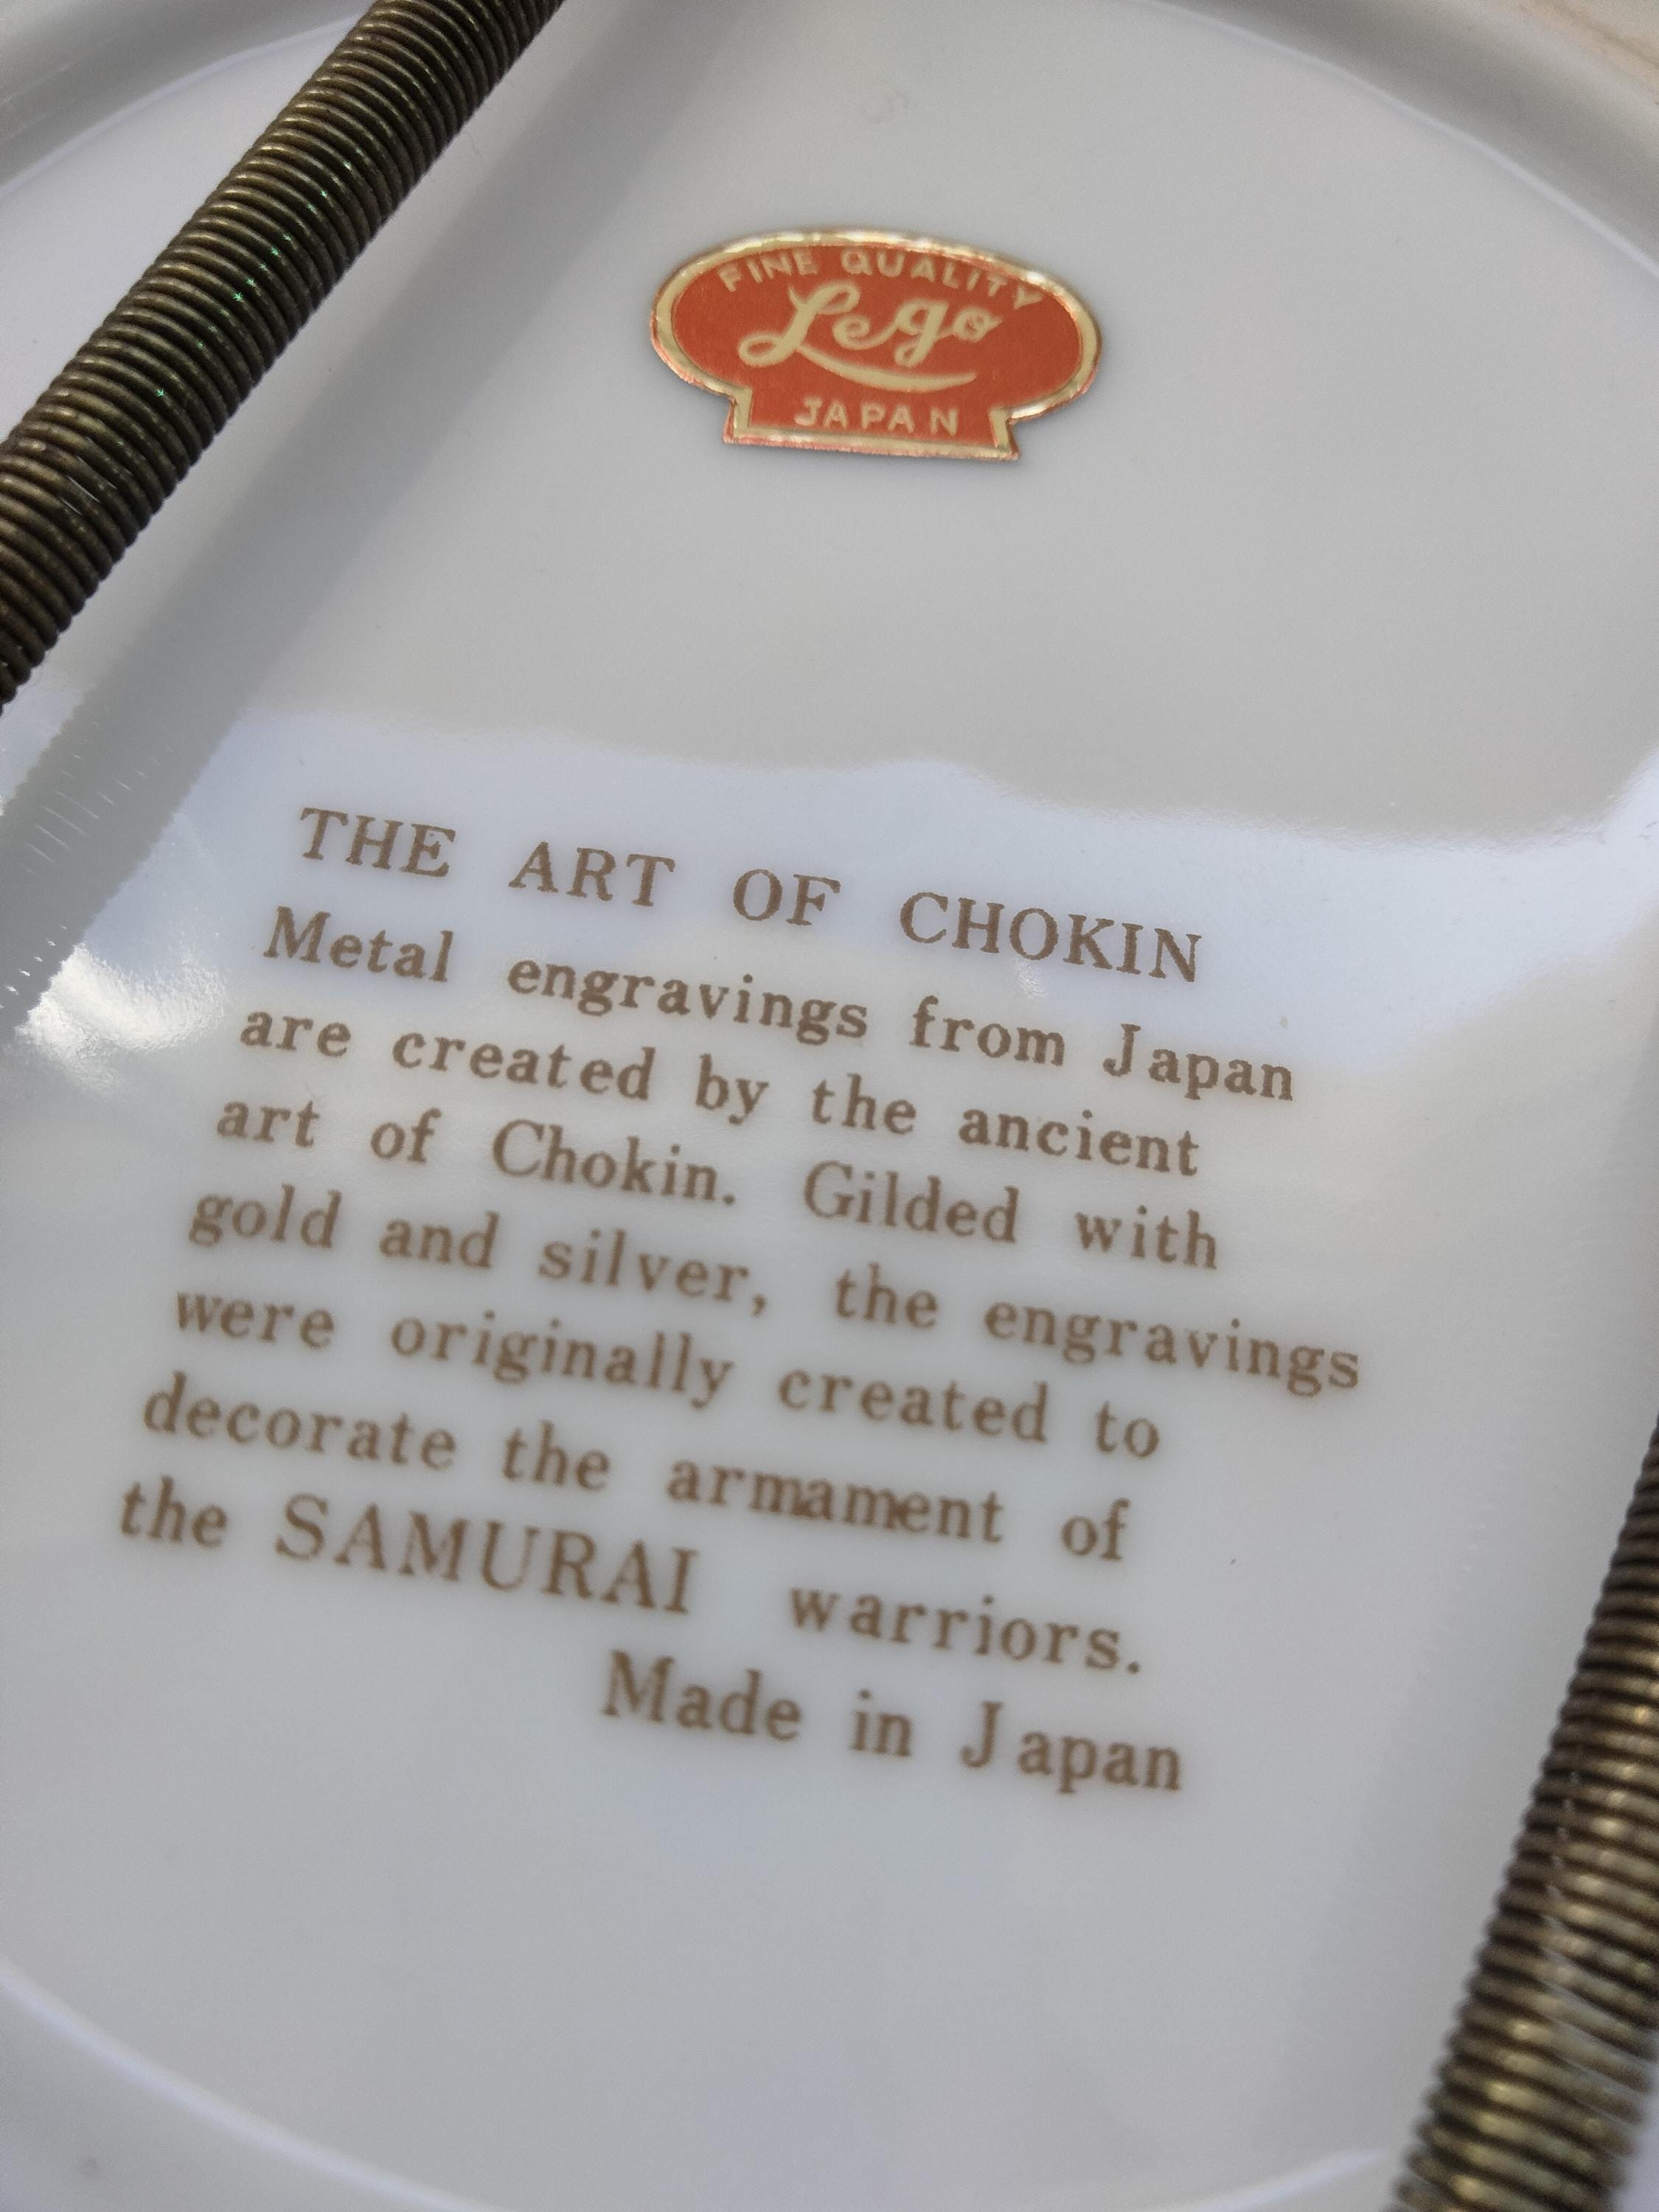 FINE QUALITY
Lego
JAPAN
THE ART OF CHOKIN
Metal engravings from Japan
are created by the ancient
art of Chokin. Gilded with
gold and silver, the engravings
were originally created to
decorate the armament of
the SAMURAI warriors.
Made in Japan